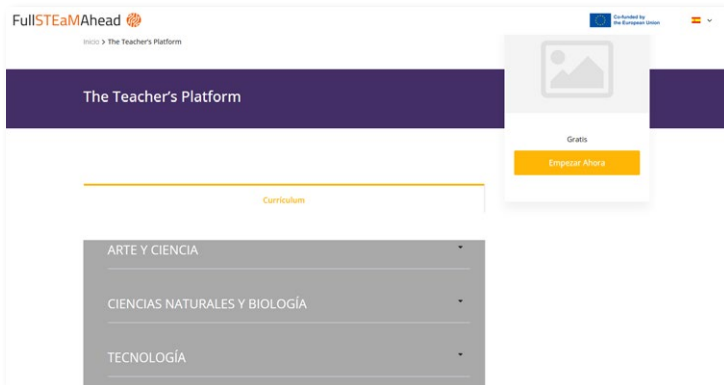 FullSTEaMAhead
Co-funded by
the European Union
Inicio > The Teacher's Platform
The Teacher's Platform
Gratis
Empezar Ahora
Curriculum
ARTE Y CIENCIA
CIENCIAS NATURALES Y BIOLOGÍA
TECNOLOGÍA